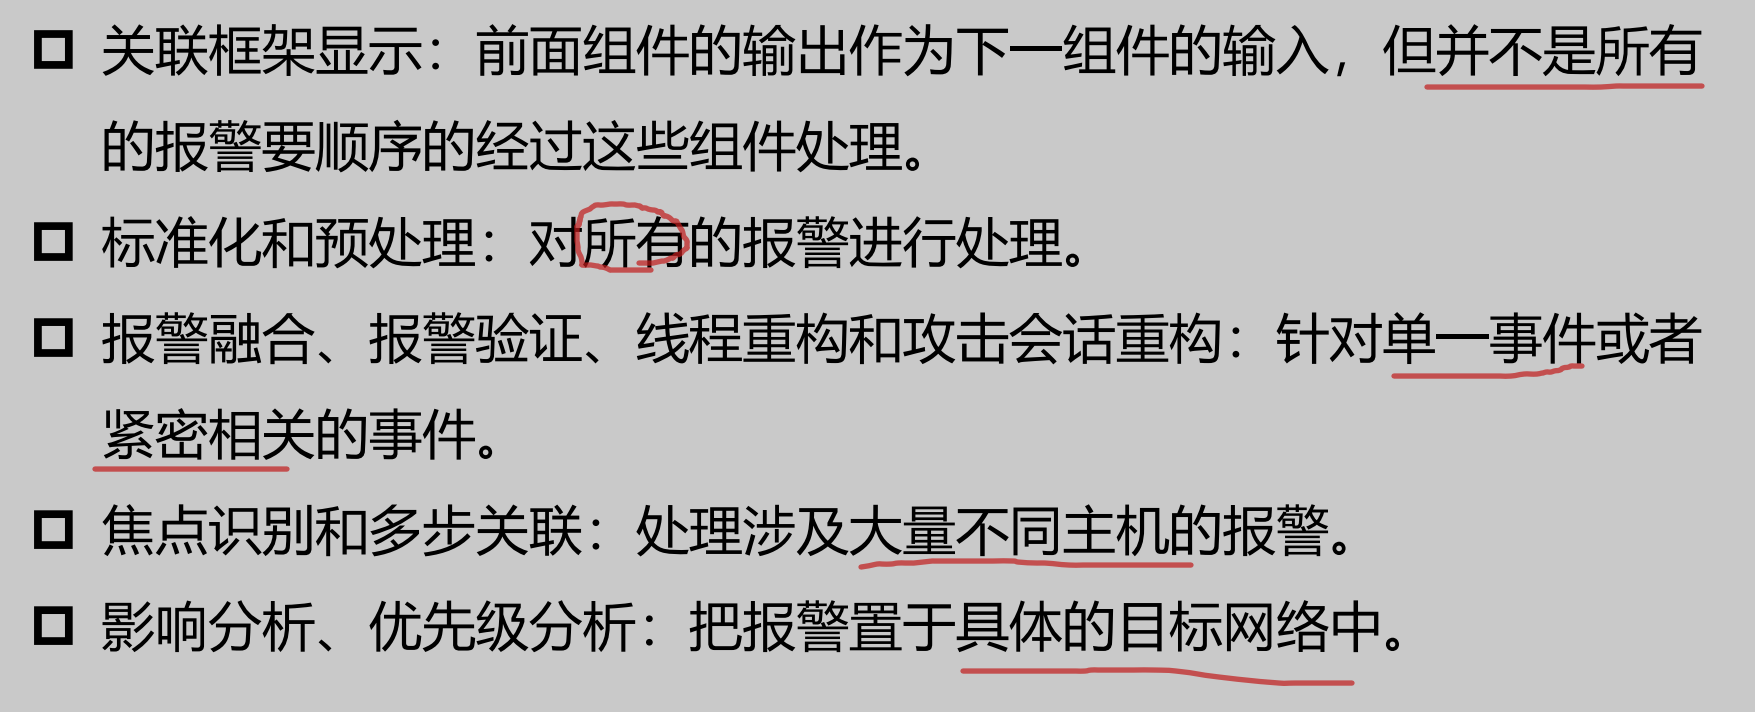 关联框架显示：前面组件的输出作为下一组件的输入，但并不是所有
的报警要顺序的经过这些组件处理。
标准化和预处理：对所有的报警进行处理。
报警融合、报警验证、线程重构和攻击会话重构：针对单一事件或者
紧密相关的事件。
焦点识别和多步关联：处理涉及大量不同主机的报警。
影响分析、优先级分析：把报警置于具体的目标网络中。